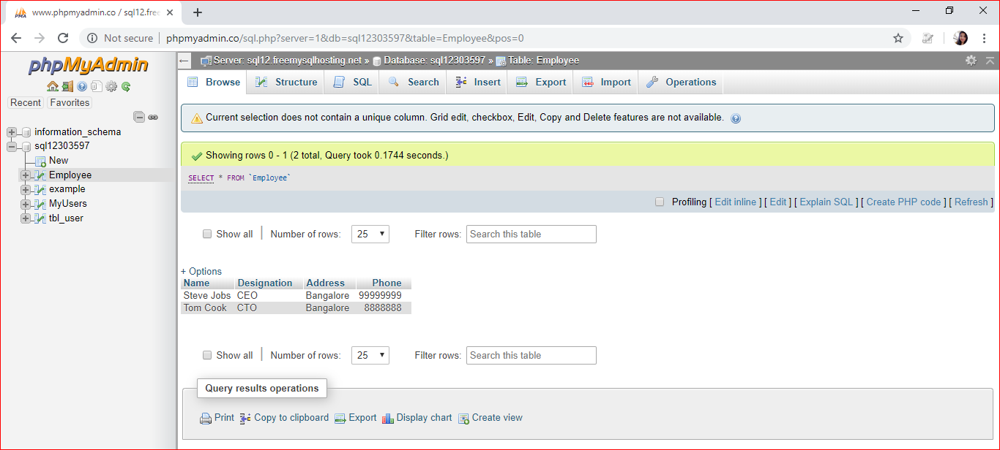 www.phpmyadmin.co / sql12.free
Not secure phpmyadmin.co/sql.php?server=1&db=sql12303597&table=Employee&pos=0
phpMyAdmin
Recent Favorites
information_schema
sql12303597
New
Employee
example
MyUsers
tbl_user
Server: sql12.freemysqlhosting.net » Database: sql12303597 » Table: Employee
Browse Structure SQL Search Insert Export Import Operations
Current selection does not contain a unique column. Grid edit, checkbox, Edit, Copy and Delete features are not available.
Showing rows 0 - 1 (2 total, Query took 0.1744 seconds.)
SELECT * FROM `Employee`
Profiling [ Edit inline ] [ Edit ] [ Explain SQL ] [ Create PHP code ] [ Refresh ]
Show all Number of rows: 25 Filter rows: Search this table
+ Options
Name Designation Address Phone
Steve Jobs CEO Bangalore 99999999
Tom Cook CTO Bangalore 8888888
Show all Number of rows: 25 Filter rows: Search this table
Query results operations
Print Copy to clipboard Export Display chart Create view